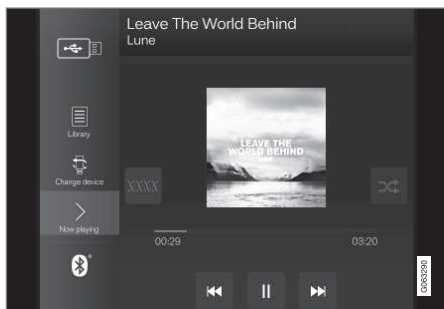 Leave The World Behind
Lune
Library
Change device
Now playing
LEAVE THE
WORLD BEHIND
LUNE
XXXX
00:29
03:20
G063290